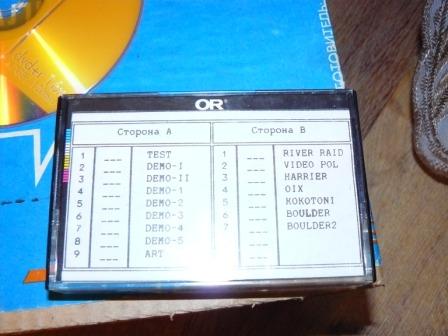 dvd+r
ГОТОВИТЕЛЬ
OR
Сторона A
1 --- TEST
2 --- DEMO-I
3 --- DEMO-II
4 --- DEMO-1
5 --- DEMO-2
6 --- DEMO-3
7 --- DEMO-4
8 --- DEMO-5
9 --- ART
Сторона B
1 --- RIVER RAID
2 --- VIDEO POL
3 --- HARRIER
4 --- OIX
5 --- KOKOTONI
6 --- BOULDER
7 --- BOULDER2